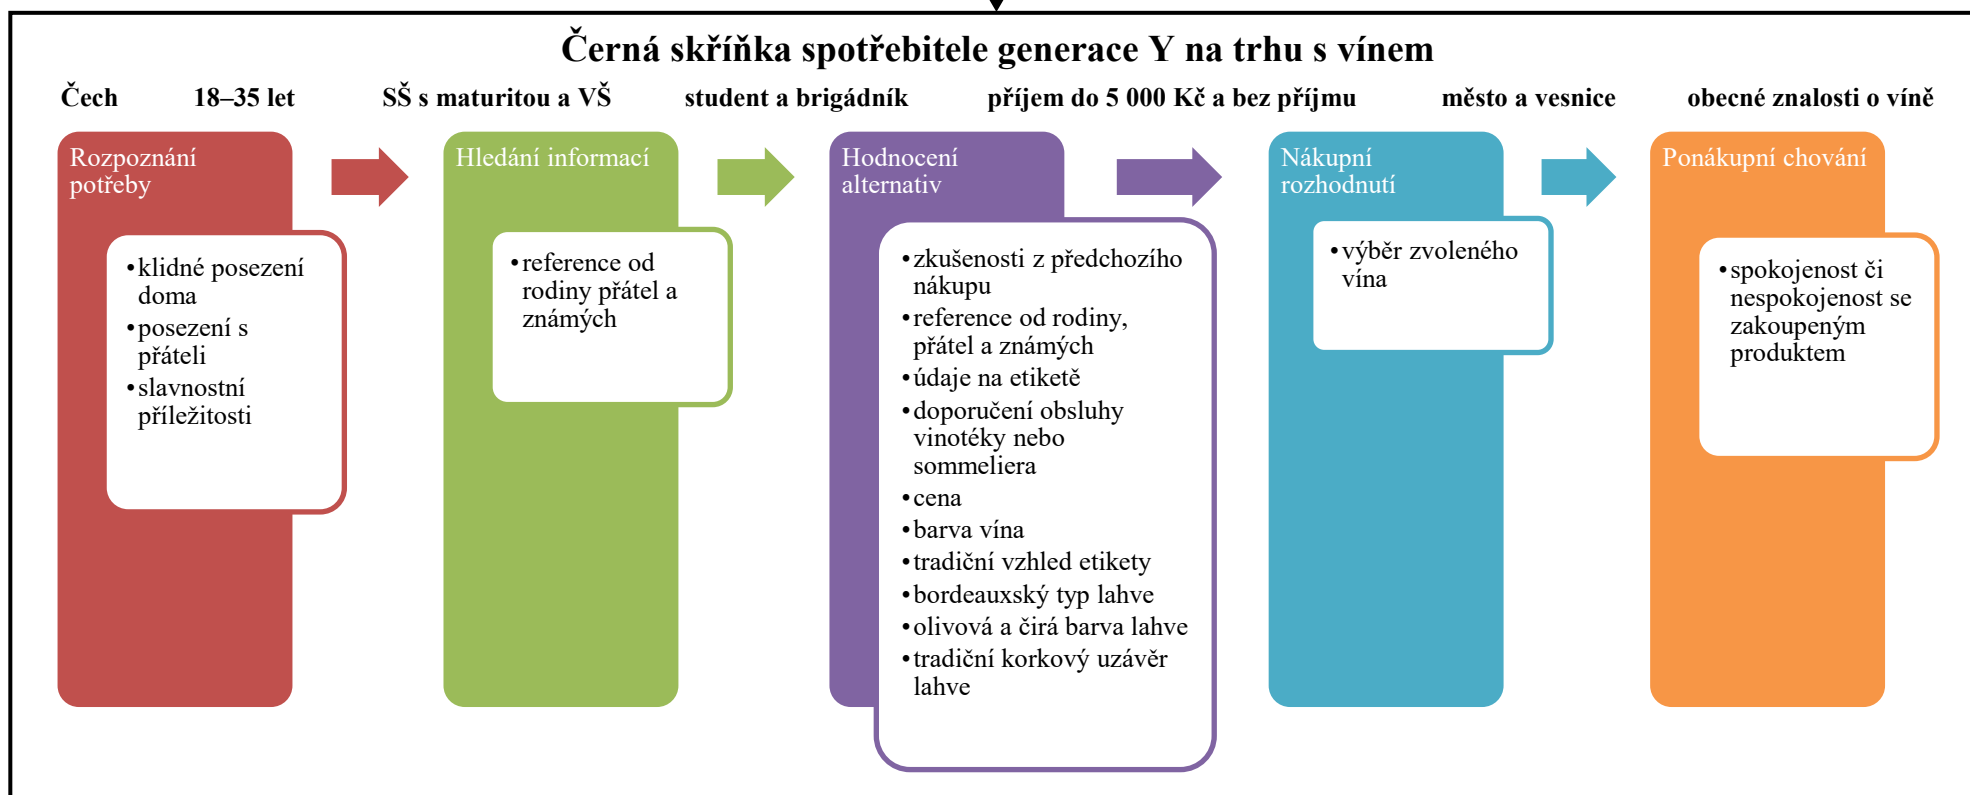 Černá skříňka spotřebitele generace Y na trhu s vínem
Čech 18–35 let SŠ s maturitou a VŠ student a brigádník příjem do 5 000 Kč a bez příjmu město a vesnice obecné znalosti o víně
Rozpoznání
potřeby
•klidné posezení
doma
•posezení s
přáteli
•slavnostní
příležitosti
Hledání informací
•reference od
rodiny přátel a
známých
Hodnocení
alternativ
•zkušenosti z předchozího
nákupu
•reference od rodiny,
přátel a známých
•údaje na etiketě
•doporučení obsluhy
vinotéky nebo
sommeliera
•cena
•barva vína
•tradiční vzhled etikety
•bordeauxský typ lahve
•olivová a čirá barva lahve
•tradiční korkový uzávěr
lahve
Nákupní
rozhodnutí
•výběr zvoleného
vína
Ponákupní chování
•spokojenost či
nespokojenost se
zakoupeným
produktem